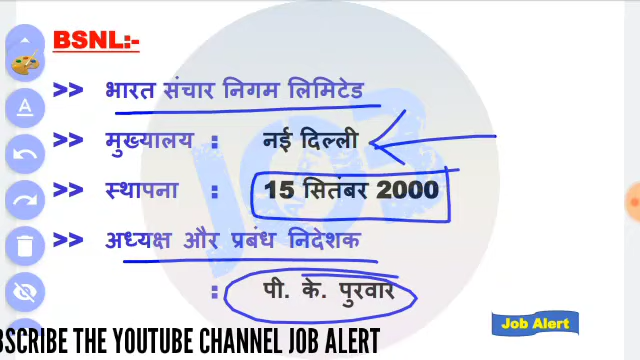 BSNL:-
>> भारत संचार निगम लिमिटेड
>> मुख्यालय : नई दिल्ली
>> स्थापना : 15 सितंबर 2000
>> अध्यक्ष और प्रबंध निदेशक
: पी. के. पुरवार
JOB
Job Alert
BSCRIBE THE YOUTUBE CHANNEL JOB ALERT